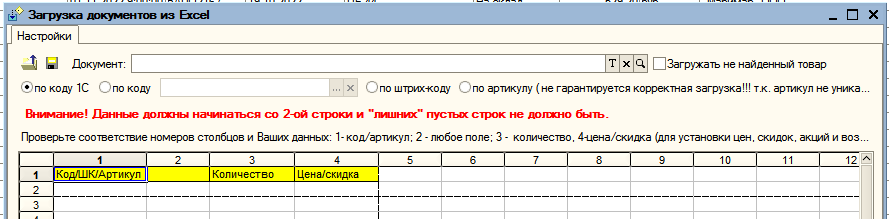 Загрузка документов из Excel
Настройки
Документ: T × Загружать не найденный товар
по коду 1С по коду ... × по штрих-коду по артикулу ( не гарантируется корректная загрузка!!! т.к. артикул не уника...
Внимание! Данные должны начинаться со 2-ой строки и "лишних" пустых строк не должно быть.
Проверьте соответствие номеров столбцов и Ваших данных: 1- код/артикул; 2 - любое поле; 3 - количество, 4-цена/скидка (для установки цен, скидок, акций и воз...
1 2 3 4 5 6 7 8 9 10 11 12
1 Код/ШК/Артикул Количество Цена/скидка
2
3